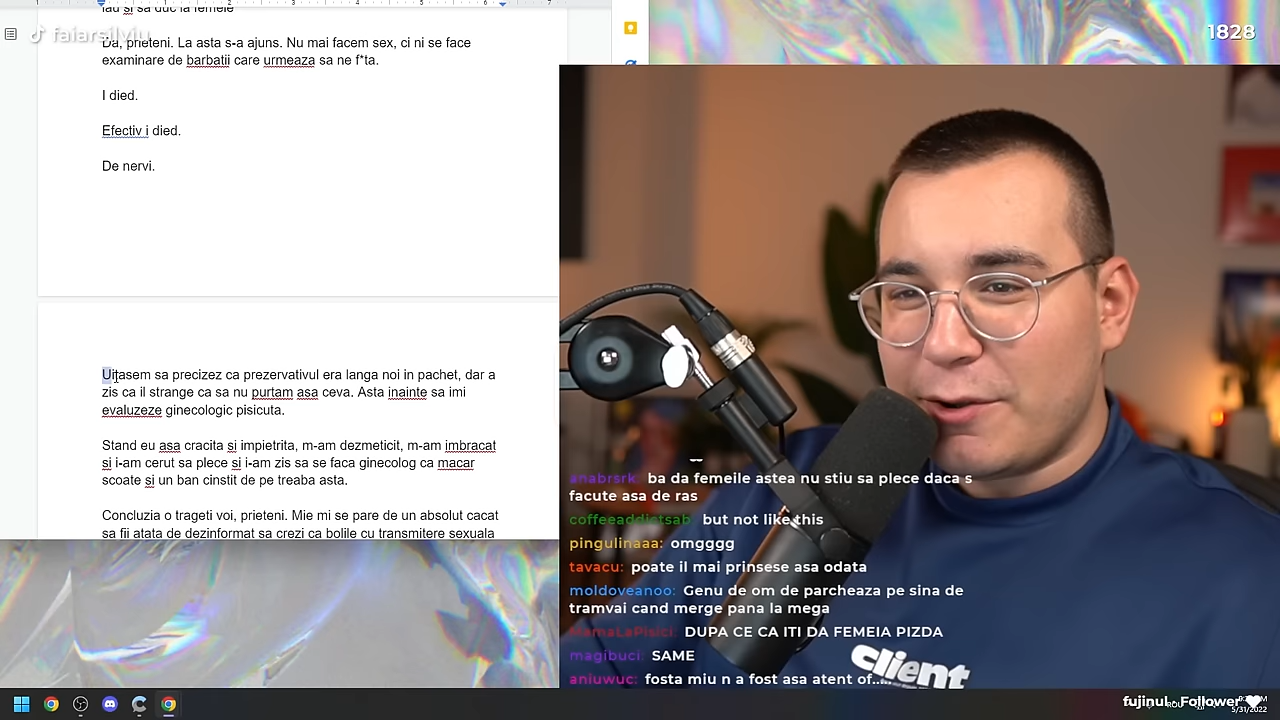 iau si sa duc la femele
faiarsilviu
1828
Da, prieteni. La asta s-a ajuns. Nu mai facem sex, ci ni se face
examinare de barbatii care urmeaza sa ne f*ta.
I died.
Efectiv i died.
De nervi.
Uitasem sa precizez ca prezervativul era langa noi in pachet, dar a
zis ca il strange ca sa nu purtam asa ceva. Asta inainte sa imi
evaluzeze ginecologic pisicuta.
Stand eu asa cracita si impietrita, m-am dezmeticit, m-am imbracat
si i-am cerut sa plece si i-am zis sa se faca ginecolog ca macar
scoate si un ban cinstit de pe treaba asta.
Concluzia o trageti voi, prieteni. Mie mi se pare de un absolut cacat
sa fii atata de dezinformat sa crezi ca bolile cu transmitere sexuala
anabrsrk: ba da femeile astea nu stiu sa plece daca s
facute asa de ras
coffeeaddictsab: but not like this
pingulinaaa: omgggg
tavacu: poate il mai prinsese asa odata
moldoveanoo: Genu de om de parcheaza pe sina de
tramvai cand merge pana la mega
MamaLaPisici: DUPA CE CA ITI DA FEMEIA PIZDA
magibuci: SAME
aniuwuc: fosta miu n a fost asa atent of.....
client
fujinul - Follower
5/31/2022